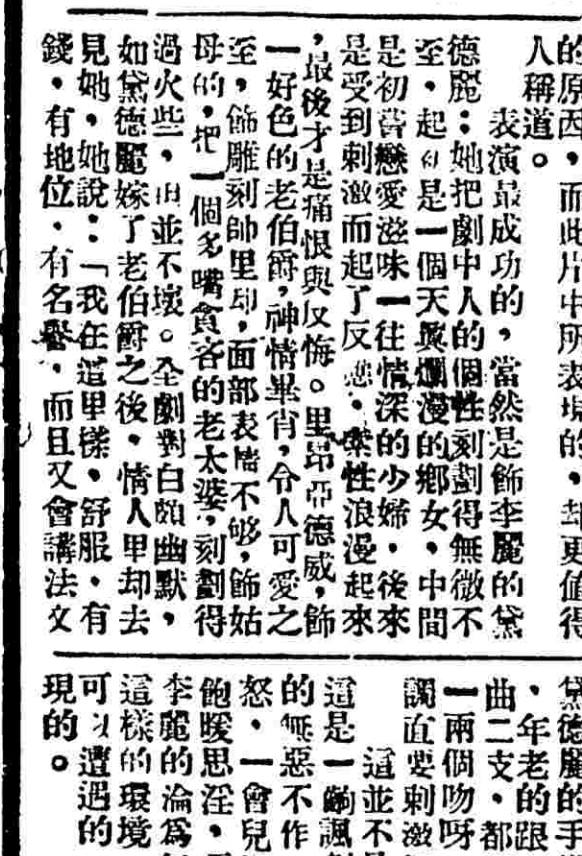 的原因,而此片中所表現的,却更值得
人稱道。
表演最成功的,當然是飾李麗的黛
德麗:她把劇中人的個性刻劃得無微不
至,起初是一個天眞爛漫的鄉女,中間
是初嘗戀愛滋味一往情深的少婦,後來
是受到刺激而起了反應,索性浪漫起來
,最後才是痛恨與反悔。里昂亞德威,飾
一好色的老伯爵,神情畢肖,令人可愛之
至,飾雕刻帥里却,面部表情不够,飾姑
母的,把一個多嘴貪吝的老太婆,刻劃得
過火些,但並不壞。全劇對白頗幽默,
如黛德麗嫁了老伯爵之後,情人里却去
見她,她說:「我在這里樣,舒服,有
錢,有地位,有名譽,而且又會講法文
黛德麗的手
,年老的跟
曲二支,都
一兩個吻呀
調直要刺激
這並不
這是一齣諷
的無惡不作
怒,一會兒
飽暖思淫,
李麗的淪爲
這樣的環境
可以遭遇的
現的。